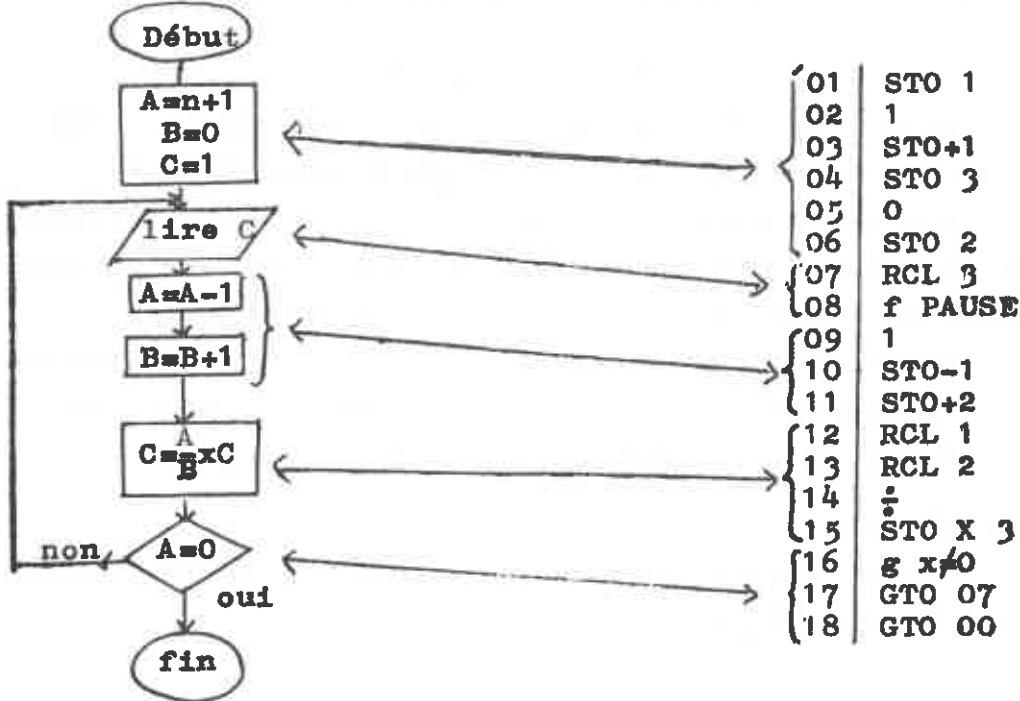 Début
A=n+1
B=0
C=1
lire C
A=A-1
B=B+1
C=A/B xC
A=0
non
oui
fin
01 STO 1
02 1
03 STO+1
04 STO 3
05 0
06 STO 2
07 RCL 3
08 f PAUSE
09 1
10 STO-1
11 STO+2
12 RCL 1
13 RCL 2
14 ÷
15 STO X 3
16 g x≠0
17 GTO 07
18 GTO 00